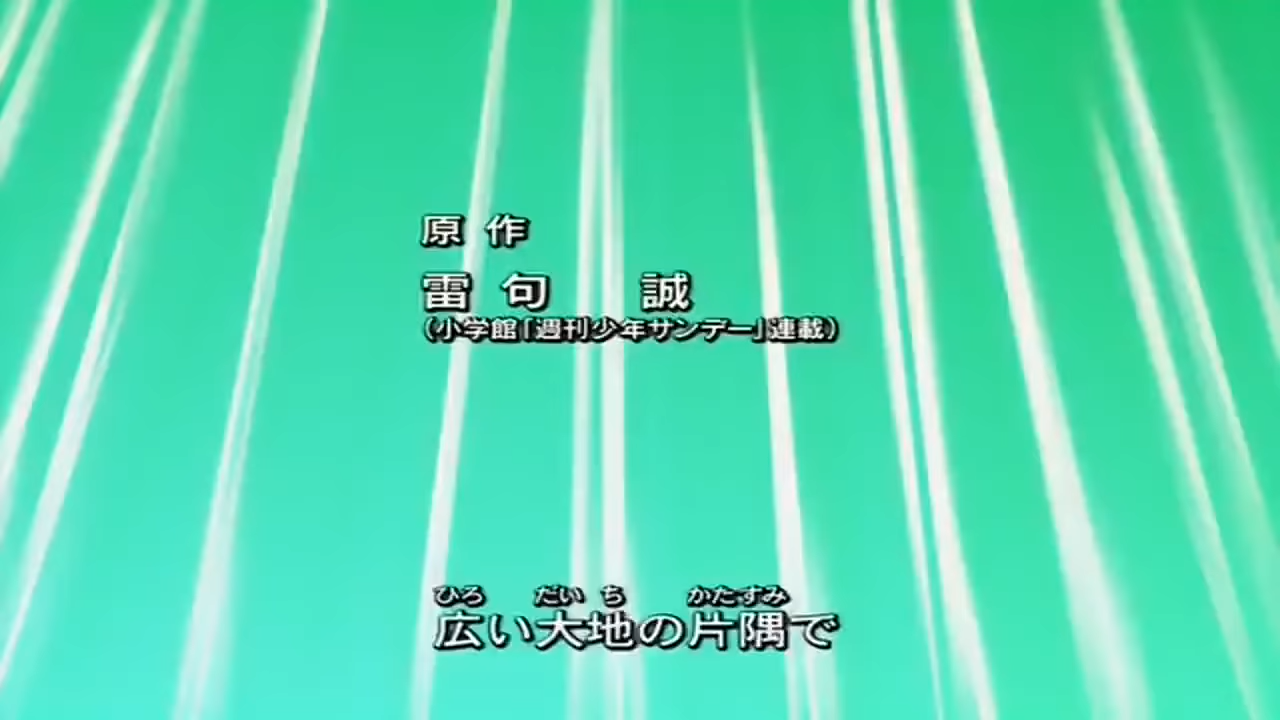 原作
雷句　誠
(小学館「週刊少年サンデー」連載)
ひろ だいち かたすみ
広い大地の片隅で